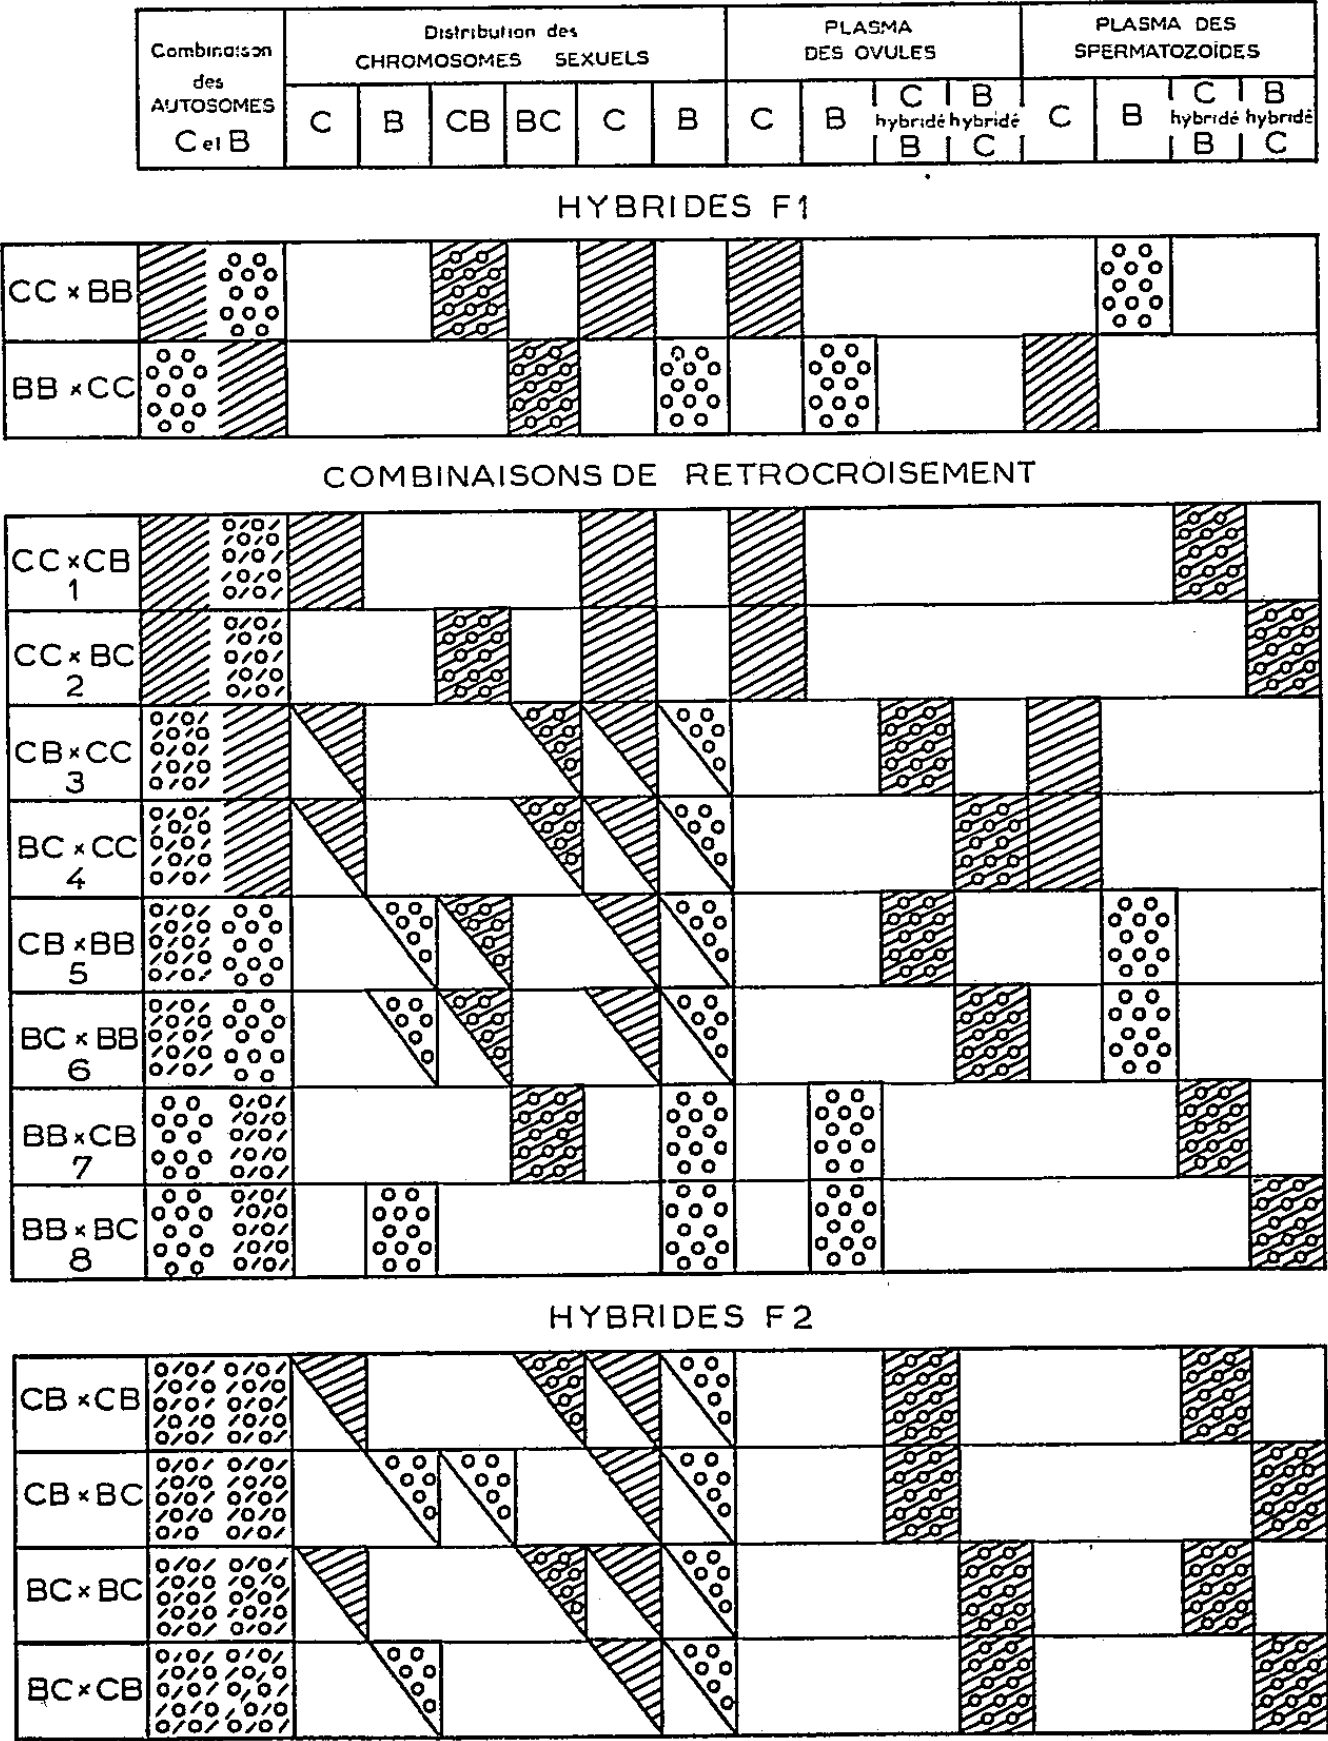 Combinaison
des
AUTOSOMES
C et B
Distribution des
CHROMOSOMES SEXUELS
C B CB BC C B
PLASMA
DES OVULES
C B C hybridé B B hybridé C
PLASMA DES
SPERMATOZOÏDES
C B C hybridé B B hybridé C
HYBRIDES F1
CC × BB
BB × CC
COMBINAISONS DE RETROCROISEMENT
CC × CB
1
CC × BC
2
CB × CC
3
BC × CC
4
CB × BB
5
BC × BB
6
BB × CB
7
BB × BC
8
HYBRIDES F2
CB × CB
CB × BC
BC × BC
BC × CB